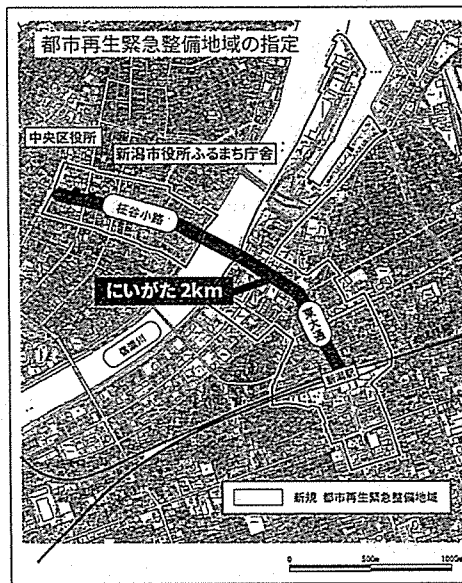 都市再生緊急整備地域の指定
中央区役所
新潟市役所ふるまち庁舎
柾谷小路
にいがた2km
東大通
信濃川
新潟駅
新規 都市再生緊急整備地域
0 500m 1000m